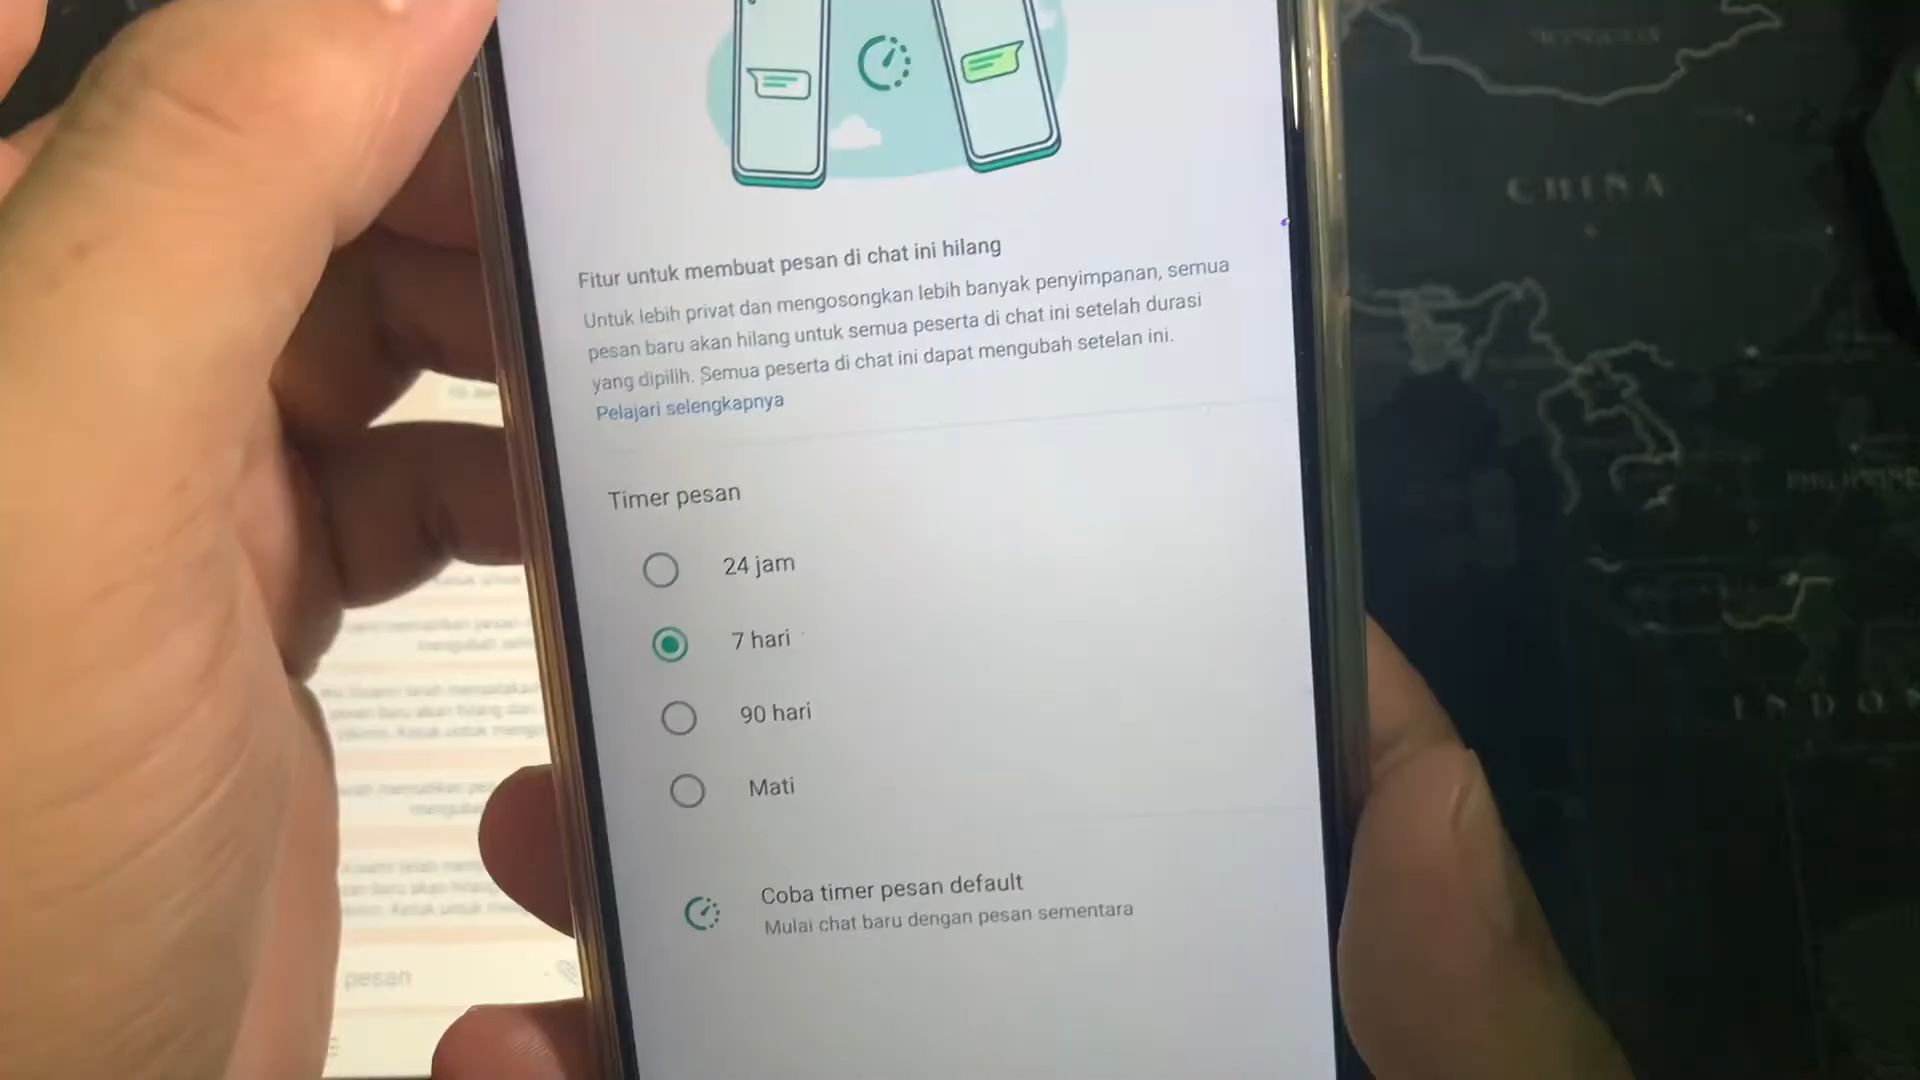 Fitur untuk membuat pesan di chat ini hilang
Untuk lebih privat dan mengosongkan lebih banyak penyimpanan, semua
pesan baru akan hilang untuk semua peserta di chat ini setelah durasi
yang dipilih. Semua peserta di chat ini dapat mengubah setelan ini.
Pelajari selengkapnya
Timer pesan
24 jam
7 hari
90 hari
Mati
Coba timer pesan default
Mulai chat baru dengan pesan sementara
pesan
CHINA